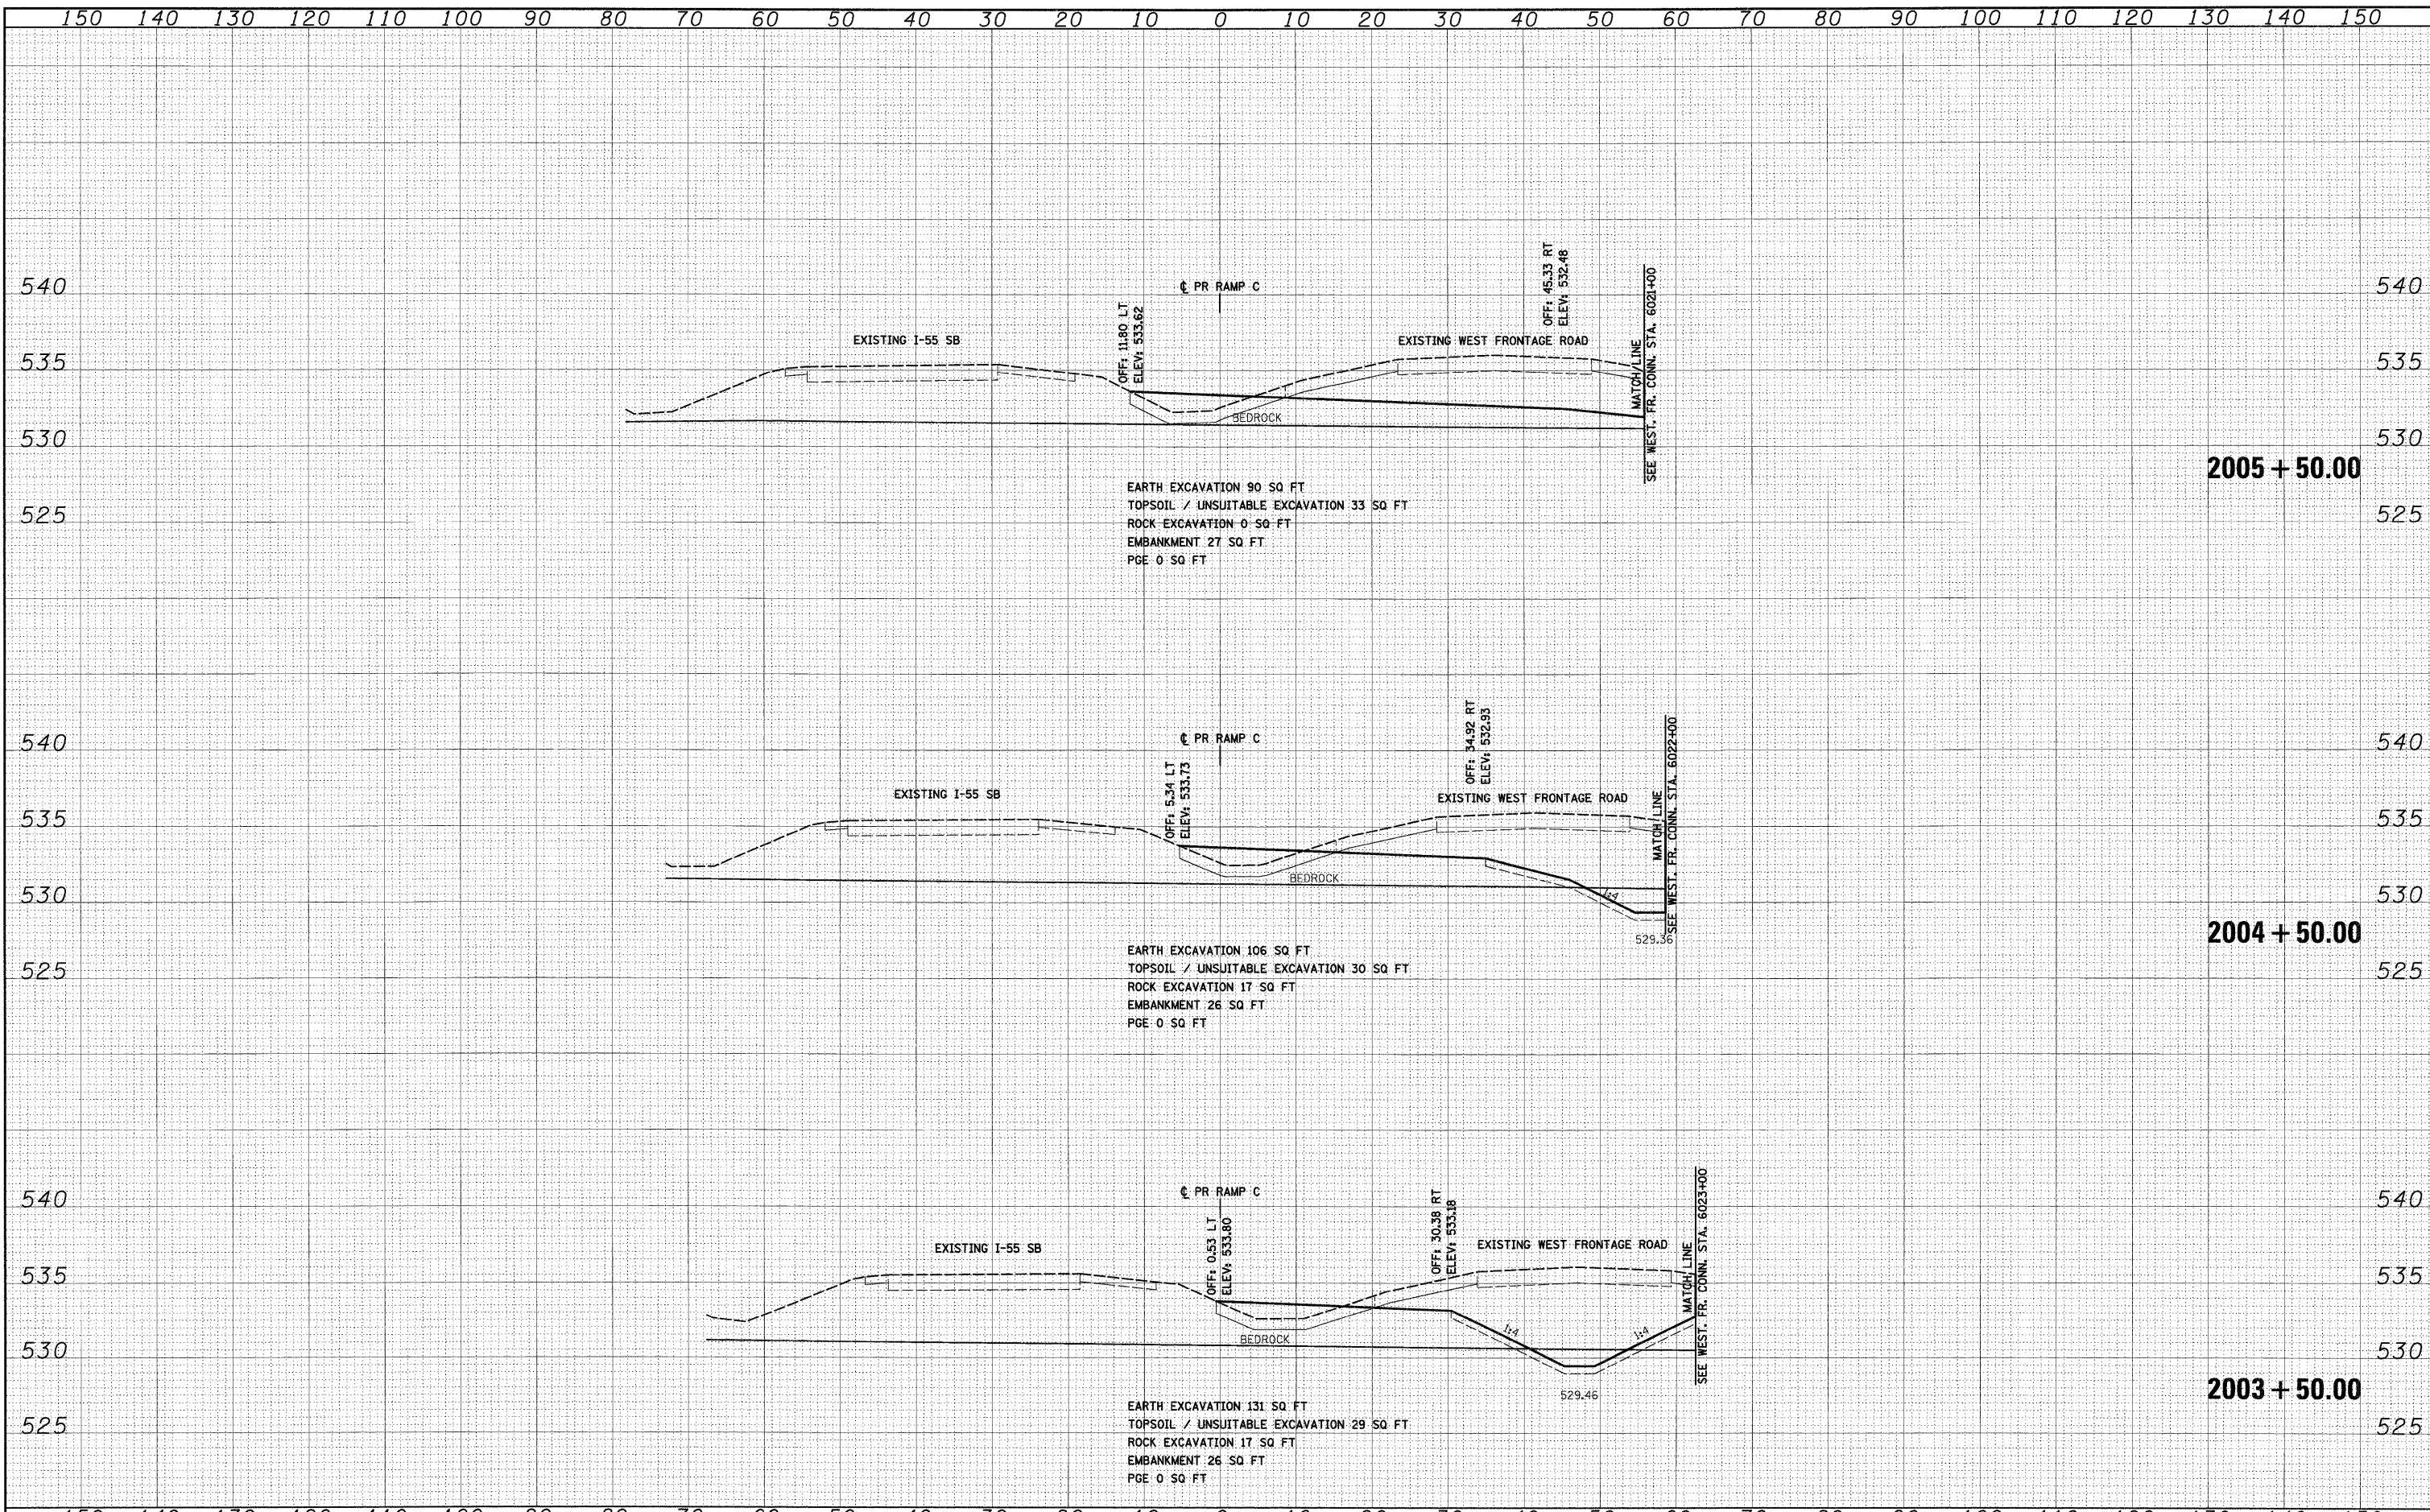 150 140 130 120 110 100 90 80 70 60 50 40 30 20 10 0 10 20 30 40 50 60 70 80 90 100 110 120 130 140 150
540 540
535 535
530 530
525 525
℄ PR RAMP C
EXISTING I-55 SB
OFF: 11.80 LT
ELEV: 533.62
OFF: 45.33 RT
ELEV: 532.48
EXISTING WEST FRONTAGE ROAD
MATCH LINE
SEE WEST. FR. CONN. STA. 6021+00
BEDROCK
2005 + 50.00
EARTH EXCAVATION 90 SQ FT
TOPSOIL / UNSUITABLE EXCAVATION 33 SQ FT
ROCK EXCAVATION 0 SQ FT
EMBANKMENT 27 SQ FT
PGE 0 SQ FT
540 540
535 535
530 530
525 525
℄ PR RAMP C
EXISTING I-55 SB
OFF: 5.34 LT
ELEV: 533.73
OFF: 34.92 RT
ELEV: 532.93
EXISTING WEST FRONTAGE ROAD
MATCH LINE
SEE WEST. FR. CONN. STA. 6022+00
BEDROCK
1:4
529.36
2004 + 50.00
EARTH EXCAVATION 106 SQ FT
TOPSOIL / UNSUITABLE EXCAVATION 30 SQ FT
ROCK EXCAVATION 17 SQ FT
EMBANKMENT 26 SQ FT
PGE 0 SQ FT
540 540
535 535
530 530
525 525
℄ PR RAMP C
EXISTING I-55 SB
OFF: 0.53 LT
ELEV: 533.80
OFF: 30.38 RT
ELEV: 533.18
EXISTING WEST FRONTAGE ROAD
MATCH LINE
SEE WEST. FR. CONN. STA. 6023+00
BEDROCK
1:4
1:4
529.46
2003 + 50.00
EARTH EXCAVATION 131 SQ FT
TOPSOIL / UNSUITABLE EXCAVATION 29 SQ FT
ROCK EXCAVATION 17 SQ FT
EMBANKMENT 26 SQ FT
PGE 0 SQ FT